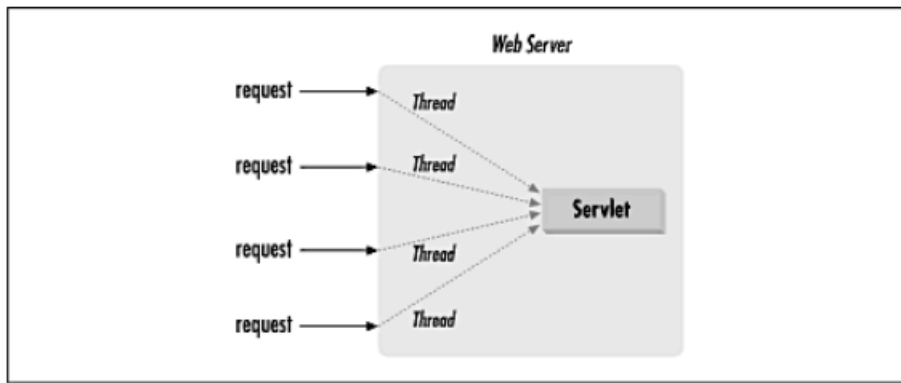 Web Server
request
Thread
request
Thread
Servlet
request
Thread
request
Thread